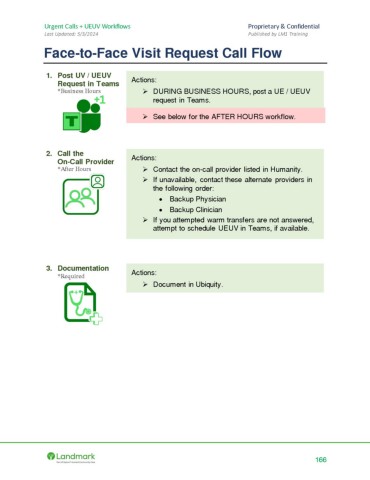 Urgent Calls + UEUV Workflows
Proprietary & Confidential
Last Updated: 5/3/2024
Published by LMI Training
Face-to-Face Visit Request Call Flow
1. Post UV / UEUV
Request in Teams
*Business Hours
+1
T
Actions:
➢ DURING BUSINESS HOURS, post a UE / UEUV
request in Teams.
➢ See below for the AFTER HOURS workflow.
2. Call the
On-Call Provider
*After Hours
Actions:
➢ Contact the on-call provider listed in Humanity.
➢ If unavailable, contact these alternate providers in
the following order:
• Backup Physician
• Backup Clinician
➢ If you attempted warm transfers are not answered,
attempt to schedule UEUV in Teams, if available.
3. Documentation
*Required
Actions:
➢ Document in Ubiquity.
Landmark
166